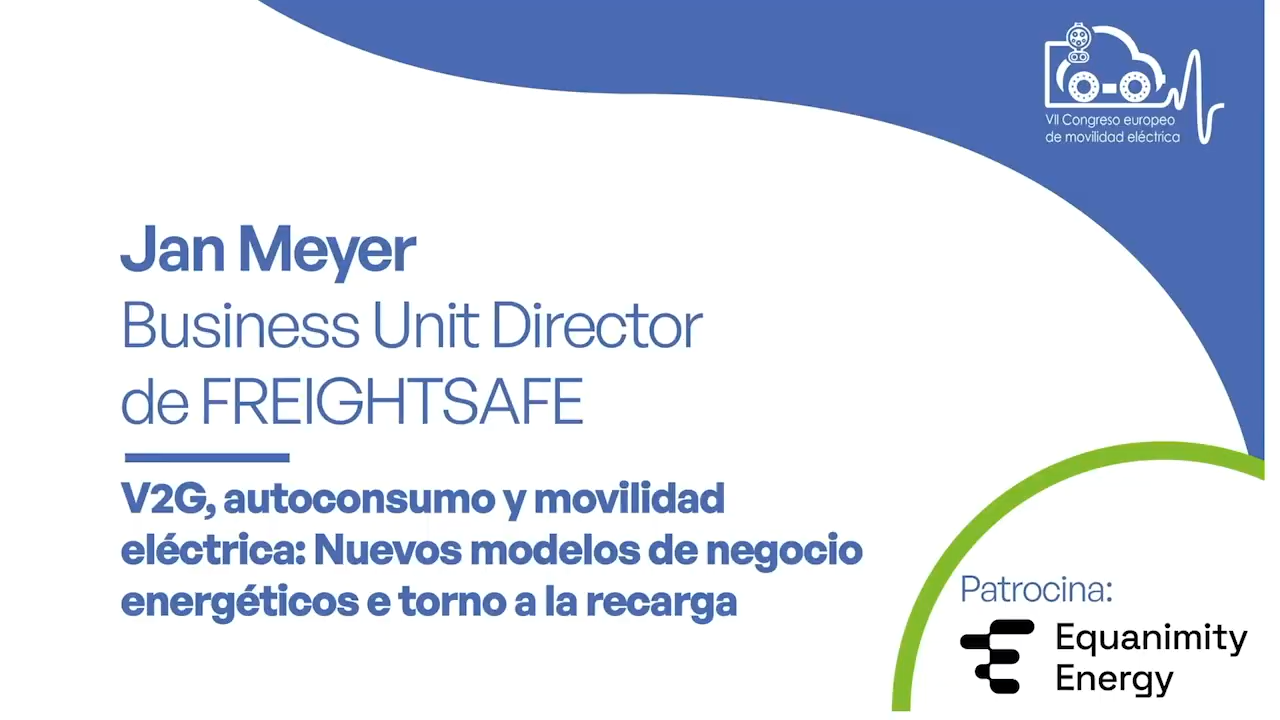 VII Congreso europeo
de movilidad eléctrica
Jan Meyer
Business Unit Director
de FREIGHTSAFE
V2G, autoconsumo y movilidad
eléctrica: Nuevos modelos de negocio
energéticos e torno a la recarga
Patrocina:
Equanimity
Energy